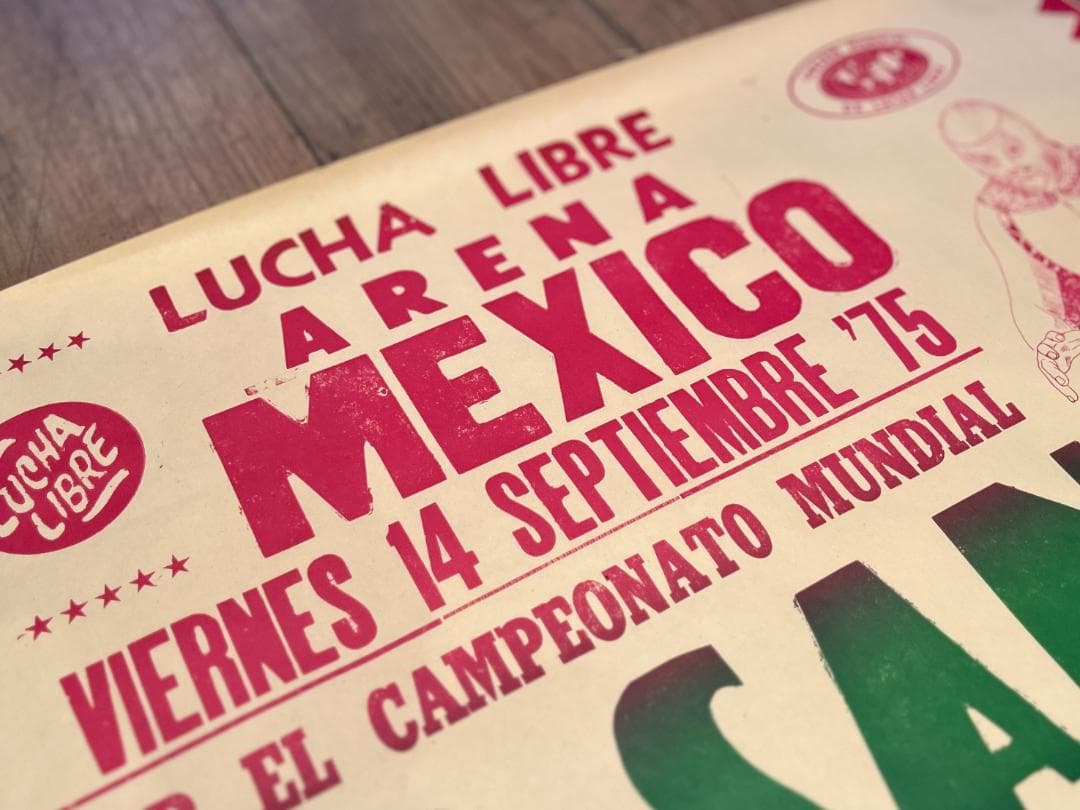 LUCHA LIBRE
ARENA
MEXICO
LUCHA
LIBRE
VIERNES 14 SEPTIEMBRE '75
EL CAMPEONATO MUNDIAL